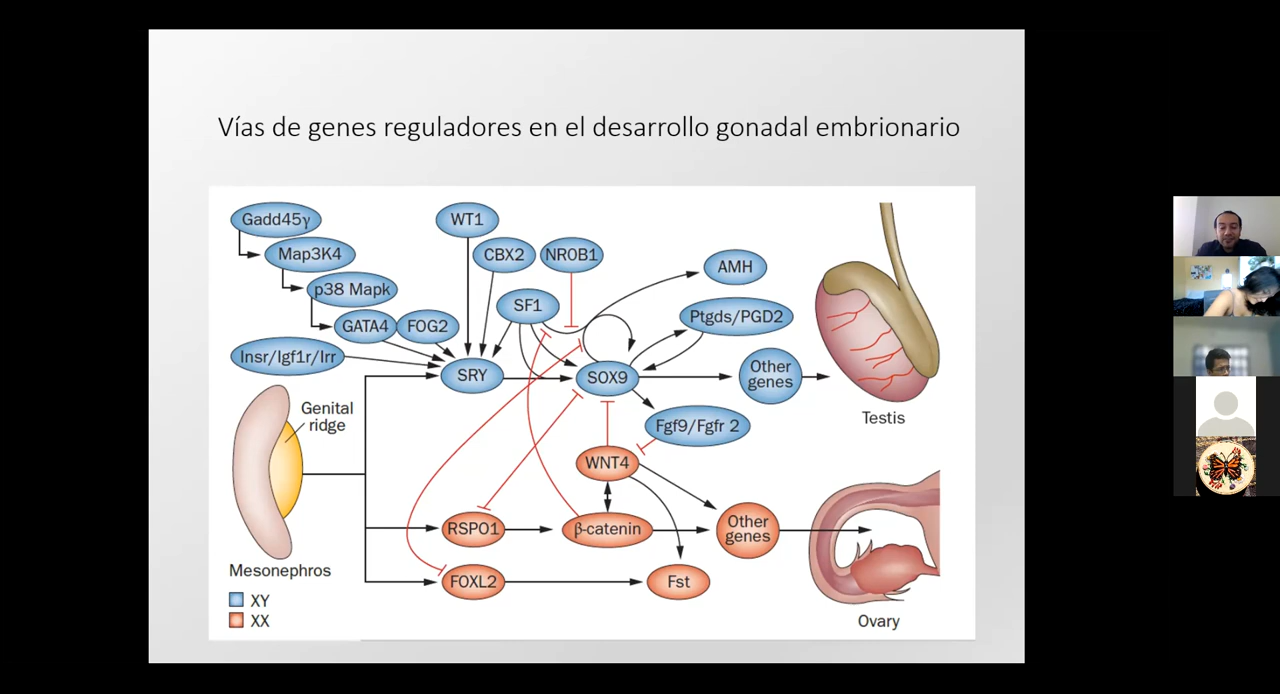 Vías de genes reguladores en el desarrollo gonadal embrionario
Gadd45γ
WT1
Map3K4
CBX2
NR0B1
AMH
p38 Mapk
SF1
Ptgds/PGD2
GATA4
FOG2
Insr/Igf1r/Irr
SRY
SOX9
Other
genes
Genital
ridge
Fgf9/Fgfr 2
Testis
WNT4
RSPO1
β-catenin
Other
genes
Mesonephros
FOXL2
Fst
XY
XX
Ovary